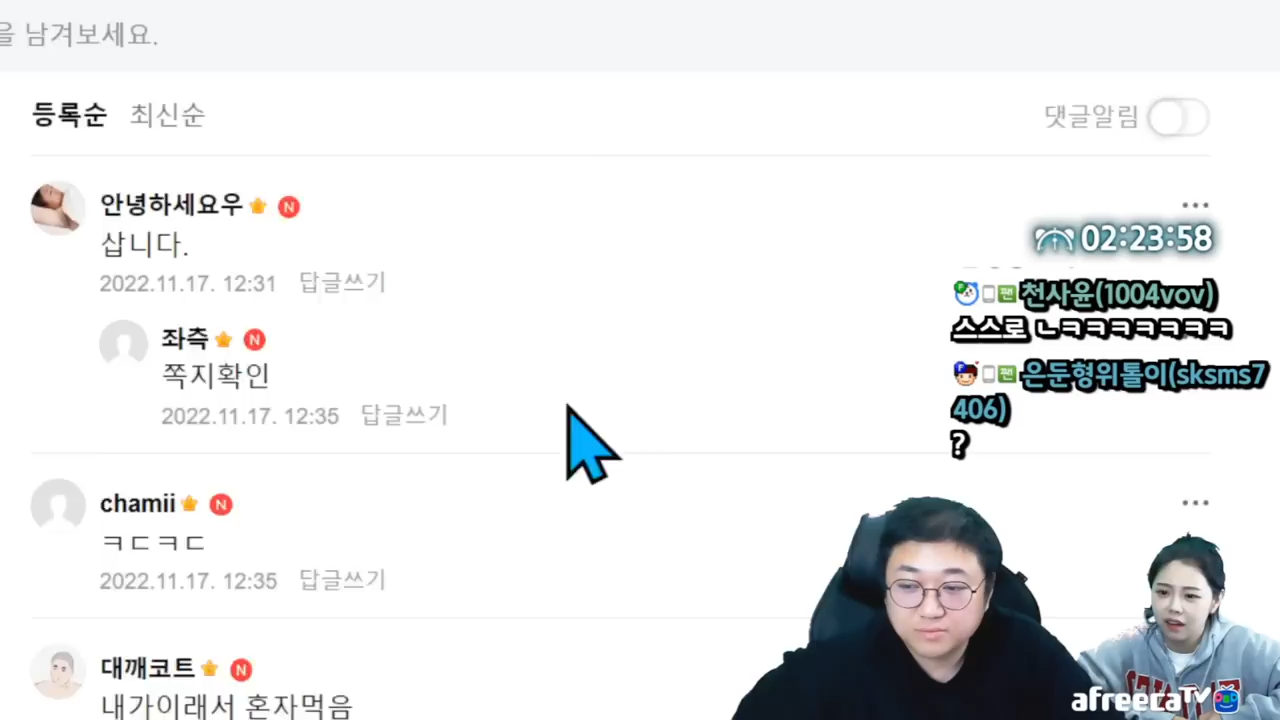 을 남겨보세요.
등록순 최신순
댓글알림
안녕하세요우 N
삽니다.
2022.11.17. 12:31 답글쓰기
좌측 N
쪽지확인
2022.11.17. 12:35 답글쓰기
chamii N
ㅋㄷㅋㄷ
2022.11.17. 12:35 답글쓰기
대깨코트 N
내가이래서 혼자먹음
02:23:58
팬 천사윤(1004vov)
스스로 ㄴㅋㅋㅋㅋㅋㅋㅋ
팬 은둔형위톨이(sksms7
406)
?
afreecaTV